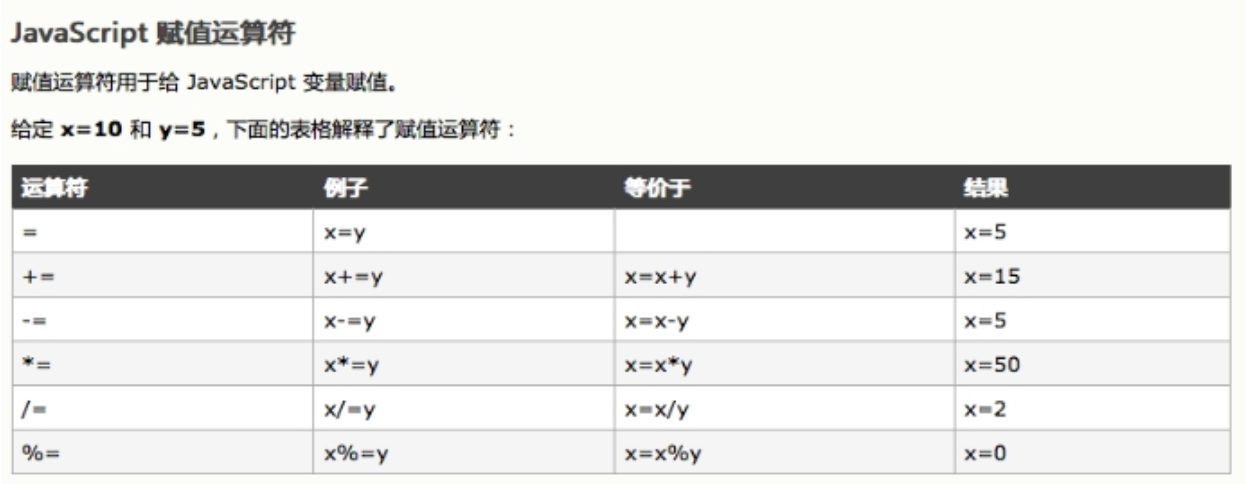 JavaScript 赋值运算符
赋值运算符用于给 JavaScript 变量赋值。
给定 x=10 和 y=5，下面的表格解释了赋值运算符：
运算符 例子 等价于 结果
= x=y x=5
+= x+=y x=x+y x=15
-= x-=y x=x-y x=5
*= x*=y x=x*y x=50
/= x/=y x=x/y x=2
%= x%=y x=x%y x=0